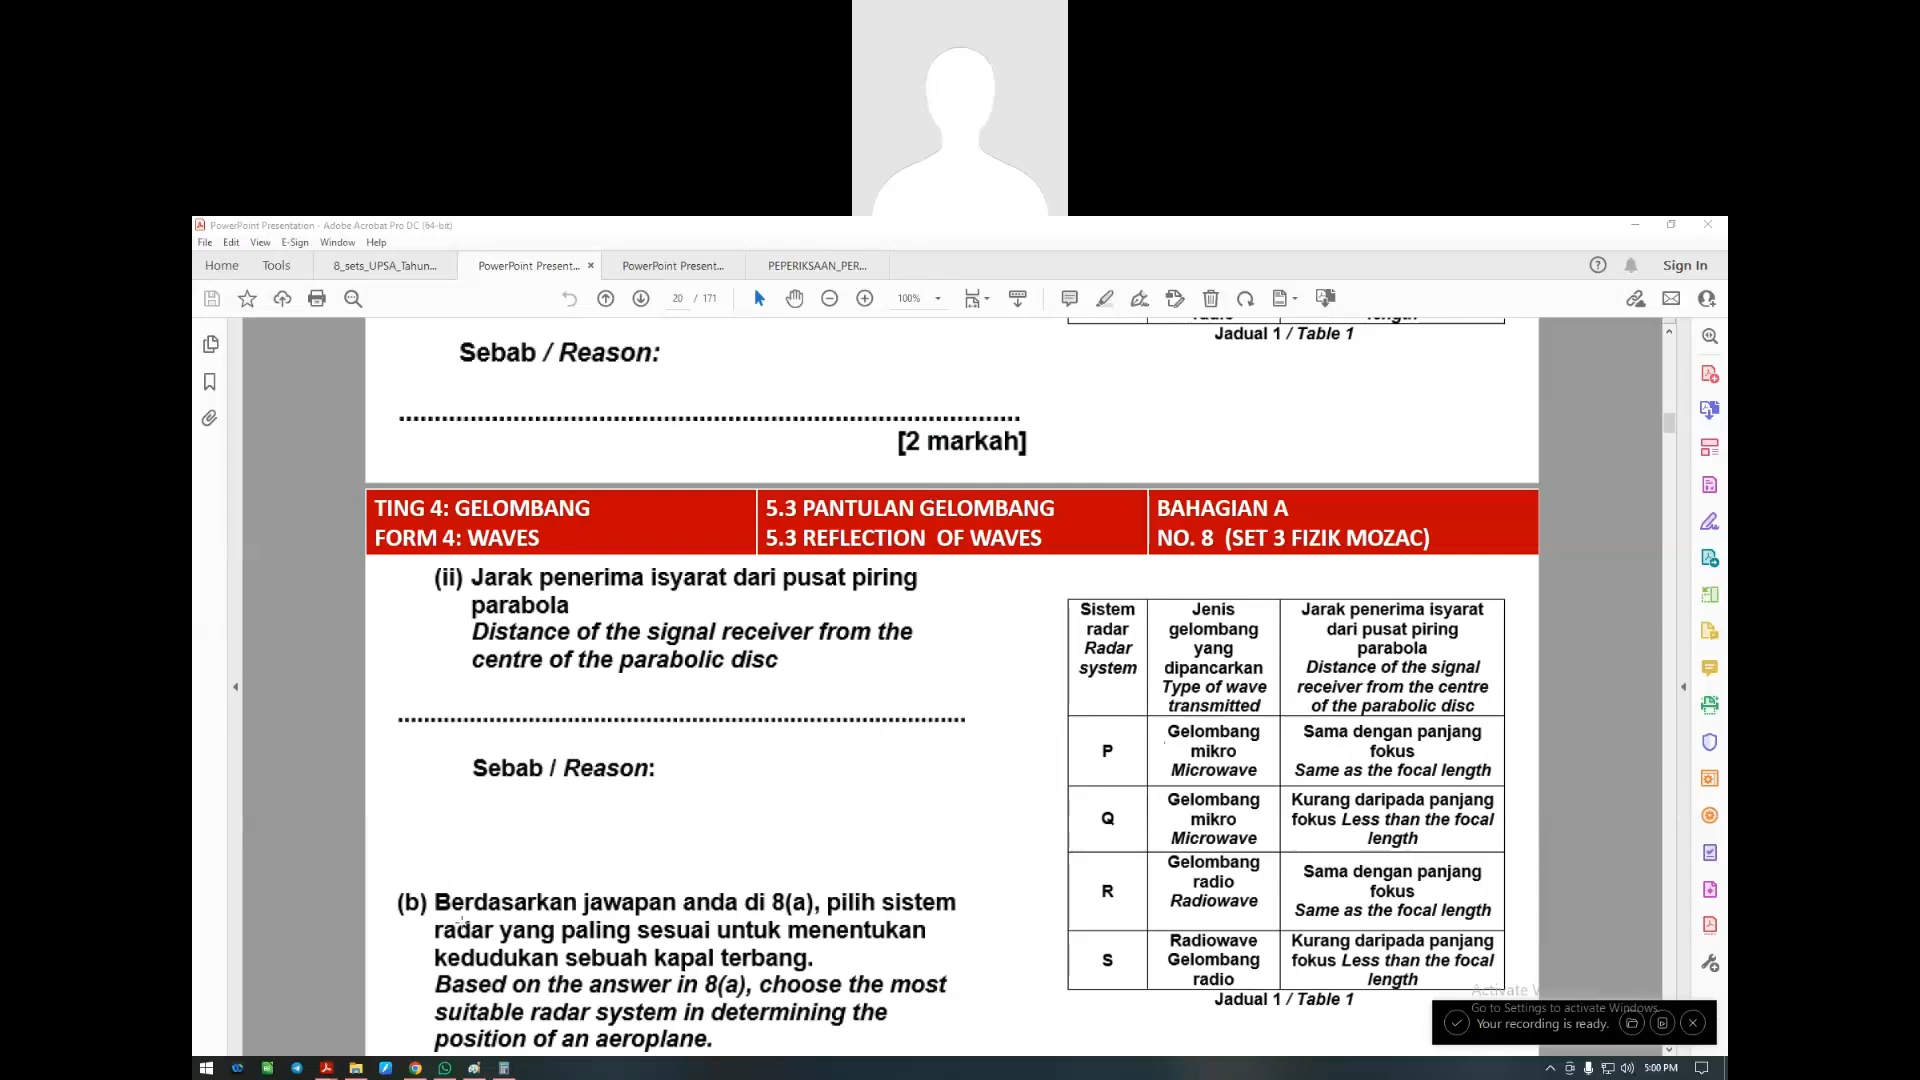 PowerPoint Presentation - Adobe Acrobat Pro DC (64-bit)
File Edit View E-Sign Window Help
Home Tools 8_sets_UPSA_Tahun... PowerPoint Present... × PowerPoint Present... PEPERIKSAAN_PER... Sign In
20 / 171 100%
Jadual 1 / Table 1
Sebab / Reason:
[2 markah]
TING 4: GELOMBANG
FORM 4: WAVES
5.3 PANTULAN GELOMBANG
5.3 REFLECTION OF WAVES
BAHAGIAN A
NO. 8 (SET 3 FIZIK MOZAC)
(ii) Jarak penerima isyarat dari pusat piring
parabola
Distance of the signal receiver from the
centre of the parabolic disc
Sebab / Reason:
(b) Berdasarkan jawapan anda di 8(a), pilih sistem
radar yang paling sesuai untuk menentukan
kedudukan sebuah kapal terbang.
Based on the answer in 8(a), choose the most
suitable radar system in determining the
position of an aeroplane.
Sistem
radar
Radar
system
Jenis
gelombang
yang
dipancarkan
Type of wave
transmitted
Jarak penerima isyarat
dari pusat piring
parabola
Distance of the signal
receiver from the centre
of the parabolic disc
P
Gelombang
mikro
Microwave
Sama dengan panjang
fokus
Same as the focal length
Q
Gelombang
mikro
Microwave
Kurang daripada panjang
fokus Less than the focal
length
R
Gelombang
radio
Radiowave
Sama dengan panjang
fokus
Same as the focal length
S
Radiowave
Gelombang
radio
Kurang daripada panjang
fokus Less than the focal
length
Jadual 1 / Table 1
Activate
Go to Settings to activate Windows.
Your recording is ready.
5:00 PM